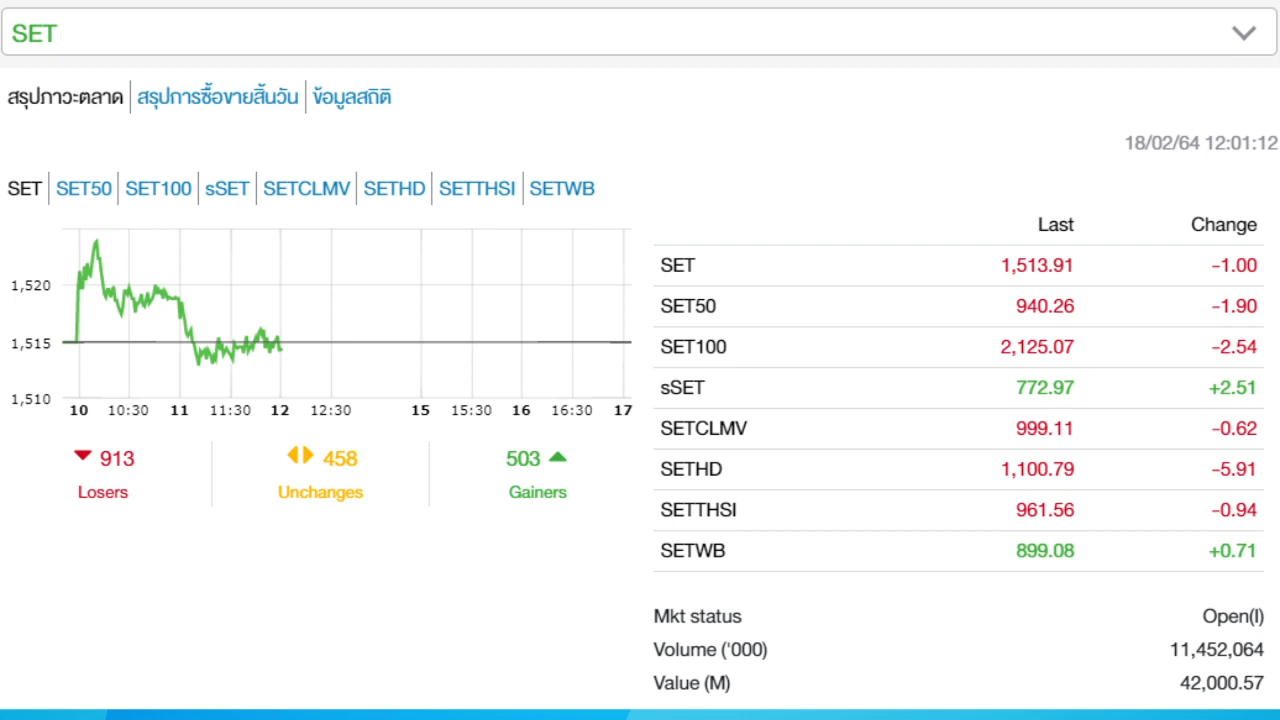 SET
สรุปภาวะตลาด สรุปการซื้อขายสิ้นวัน ข้อมูลสถิติ
18/02/64 12:01:12
SET SET50 SET100 sSET SETCLMV SETHD SETTHSI SETWB
1,520
1,515
1,510
10 10:30 11 11:30 12 12:30 15 15:30 16 16:30 17
913 458 503
Losers Unchanges Gainers
Last Change
SET 1,513.91 -1.00
SET50 940.26 -1.90
SET100 2,125.07 -2.54
sSET 772.97 +2.51
SETCLMV 999.11 -0.62
SETHD 1,100.79 -5.91
SETTHSI 961.56 -0.94
SETWB 899.08 +0.71
Mkt status Open(I)
Volume ('000) 11,452,064
Value (M) 42,000.57